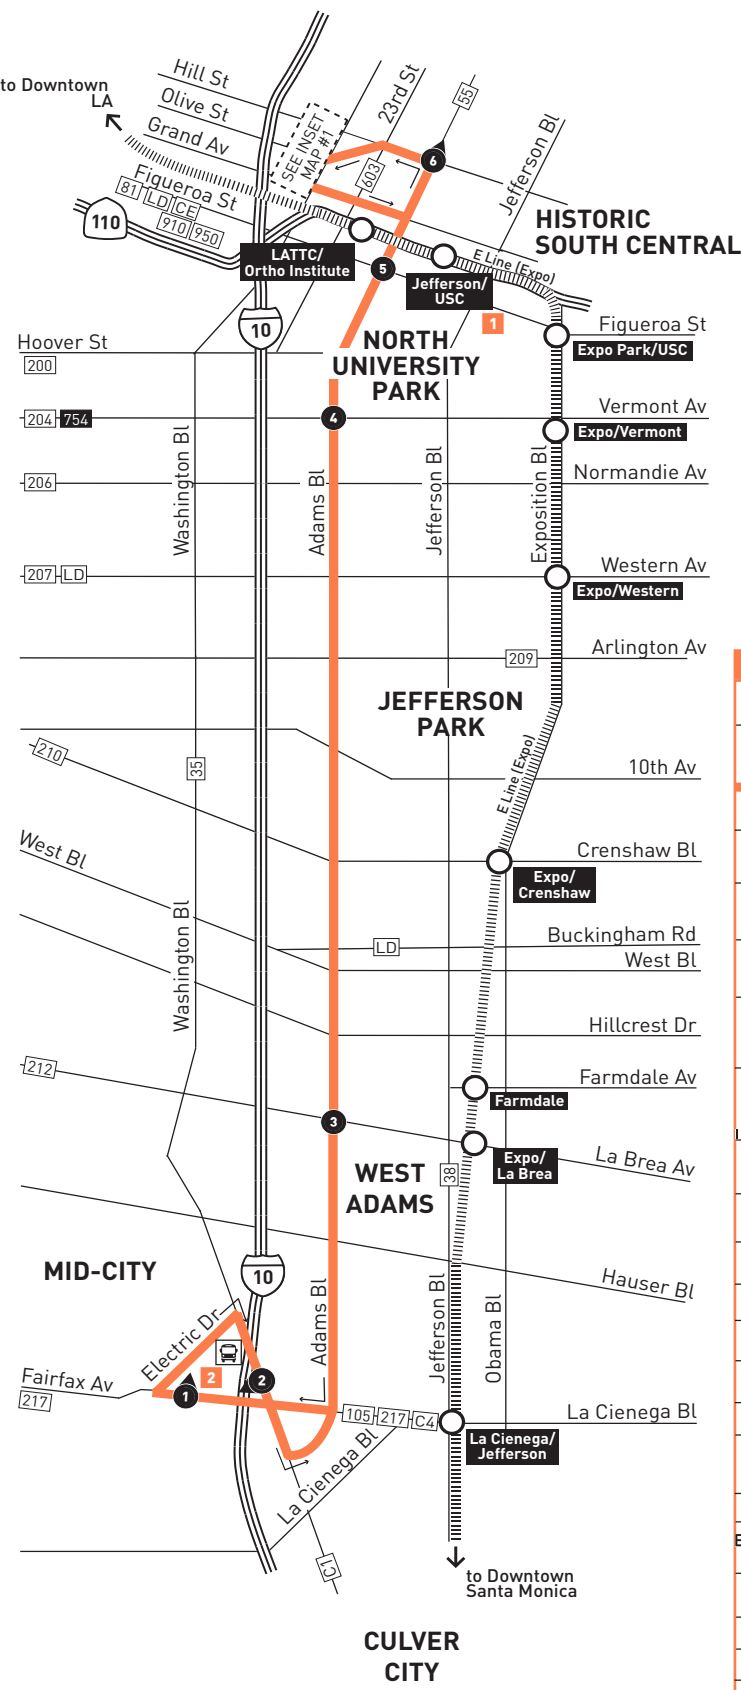 to Downtown
LA
Hill St
Olive St
Grand Av
Figueroa St
81
LD
CE
910
950
110
SEE INSET
MAP #1
23rd St
603
55
6
Jefferson Bl
HISTORIC
SOUTH CENTRAL
E Line (Expo)
LATTC/
Ortho Institute
5
Jefferson/
USC
1
10
Hoover St
200
NORTH
UNIVERSITY
PARK
Figueroa St
Expo Park/USC
204
754
4
Vermont Av
Expo/Vermont
Washington Bl
Adams Bl
Jefferson Bl
Exposition Bl
206
Normandie Av
207
LD
Western Av
Expo/Western
209
Arlington Av
JEFFERSON
PARK
210
35
E Line (Expo)
10th Av
West Bl
Crenshaw Bl
Expo/
Crenshaw
Washington Bl
LD
Buckingham Rd
West Bl
Hillcrest Dr
212
Farmdale Av
Farmdale
3
Expo/
La Brea
La Brea Av
WEST
ADAMS
38
MID-CITY
10
Hauser Bl
Electric Dr
Adams Bl
Jefferson Bl
Obama Bl
Fairfax Av
217
1
2
2
105
217
C4
La Cienega Bl
La Cienega/
Jefferson
La Cienega Bl
C1
to Downtown
Santa Monica
CULVER
CITY